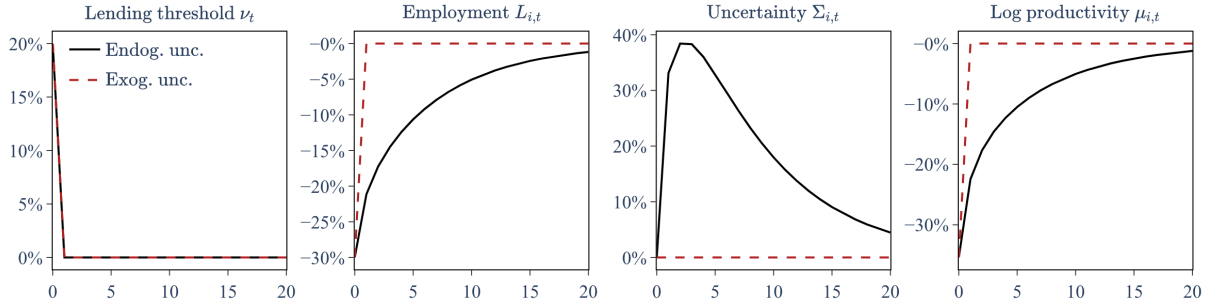 Lending threshold νₜ
20%
15%
10%
5%
0%
Endog. unc.
Exog. unc.
0 5 10 15 20
Employment Lᵢ,ₜ
−0%
−5%
−10%
−15%
−20%
−25%
−30%
0 5 10 15 20
Uncertainty Σᵢ,ₜ
40%
30%
20%
10%
0%
0 5 10 15 20
Log productivity μᵢ,ₜ
−0%
−10%
−20%
−30%
0 5 10 15 20